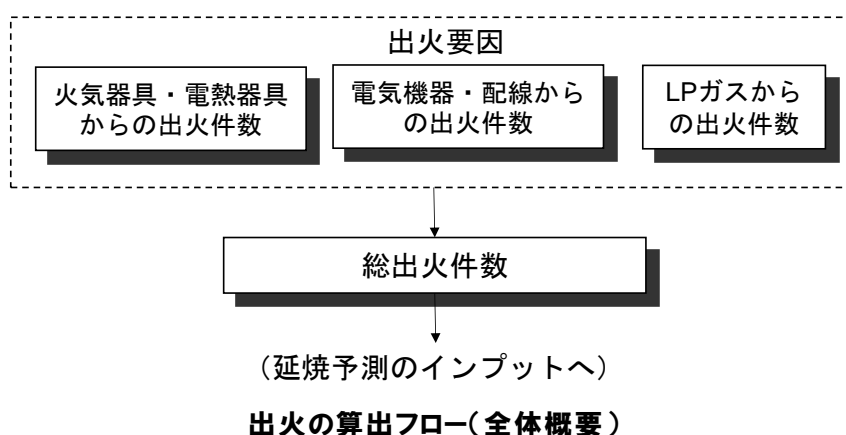 出火要因
火気器具・電熱器具
からの出火件数
電気機器・配線から
の出火件数
LPガスから
の出火件数
総出火件数
(延焼予測のインプットへ)
出火の算出フロー(全体概要)